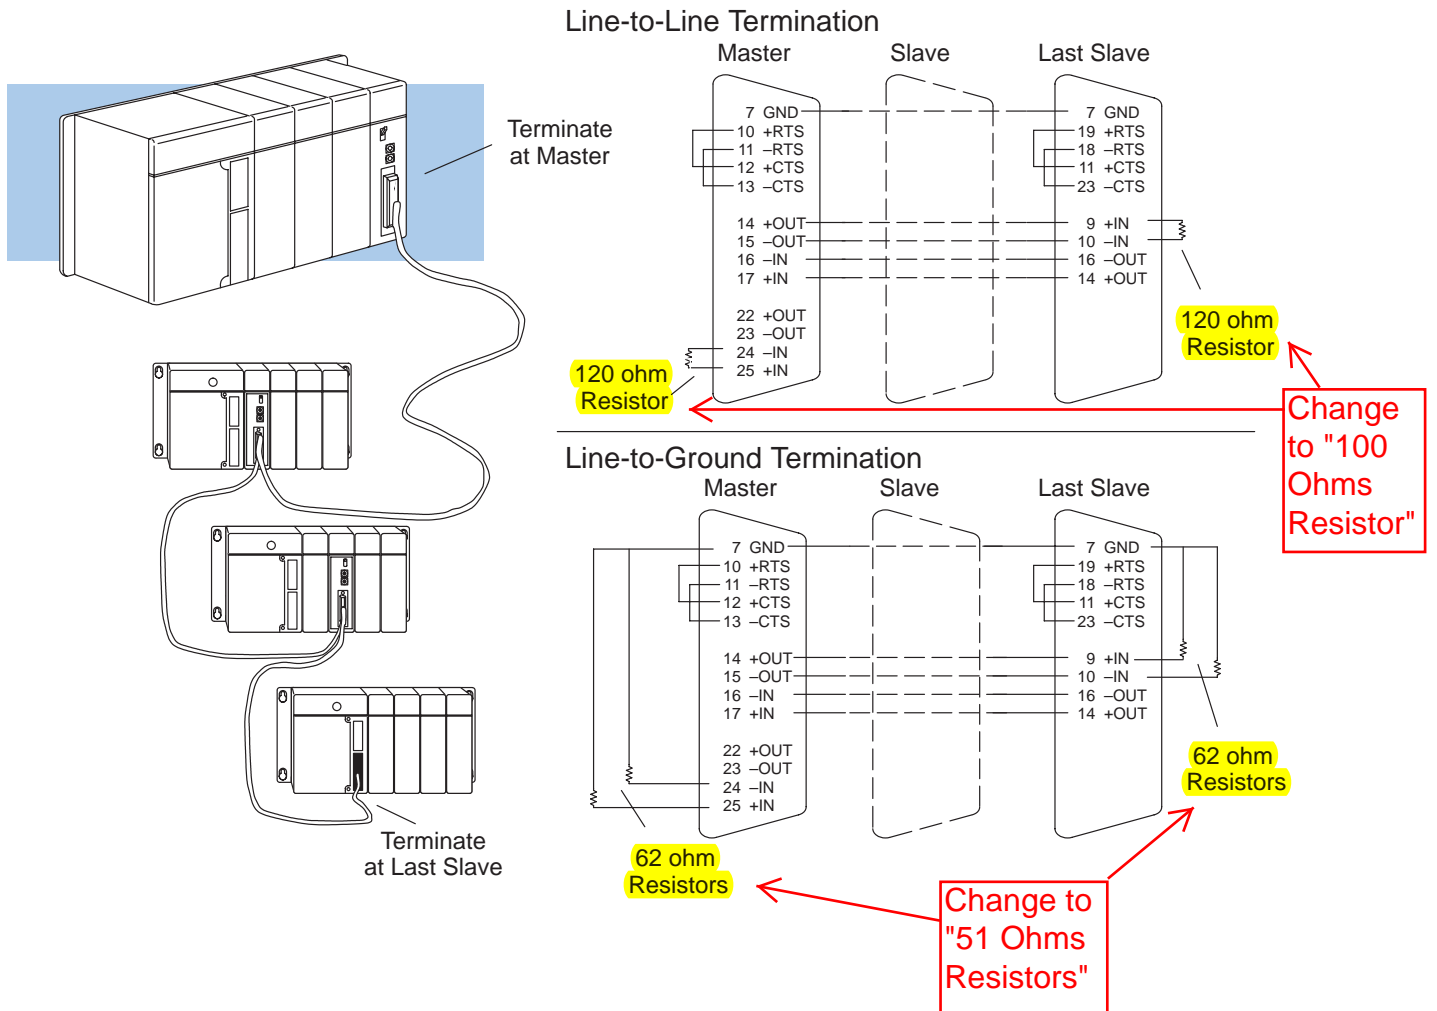 Line-to-Line Termination
Master
Slave
Last Slave
Terminate
at Master
7 GND
10 +RTS
11 –RTS
12 +CTS
13 –CTS
14 +OUT
15 –OUT
16 –IN
17 +IN
22 +OUT
23 –OUT
24 –IN
25 +IN
7 GND
19 +RTS
18 –RTS
11 +CTS
23 –CTS
9 +IN
10 –IN
16 –OUT
14 +OUT
120 ohm
Resistor
120 ohm
Resistor
Change
to "100
Ohms
Resistor"
Line-to-Ground Termination
Master
Slave
Last Slave
7 GND
10 +RTS
11 –RTS
12 +CTS
13 –CTS
14 +OUT
15 –OUT
16 –IN
17 +IN
22 +OUT
23 –OUT
24 –IN
25 +IN
7 GND
19 +RTS
18 –RTS
11 +CTS
23 –CTS
9 +IN
10 –IN
16 –OUT
14 +OUT
62 ohm
Resistors
62 ohm
Resistors
Terminate
at Last Slave
Change to
"51 Ohms
Resistors"